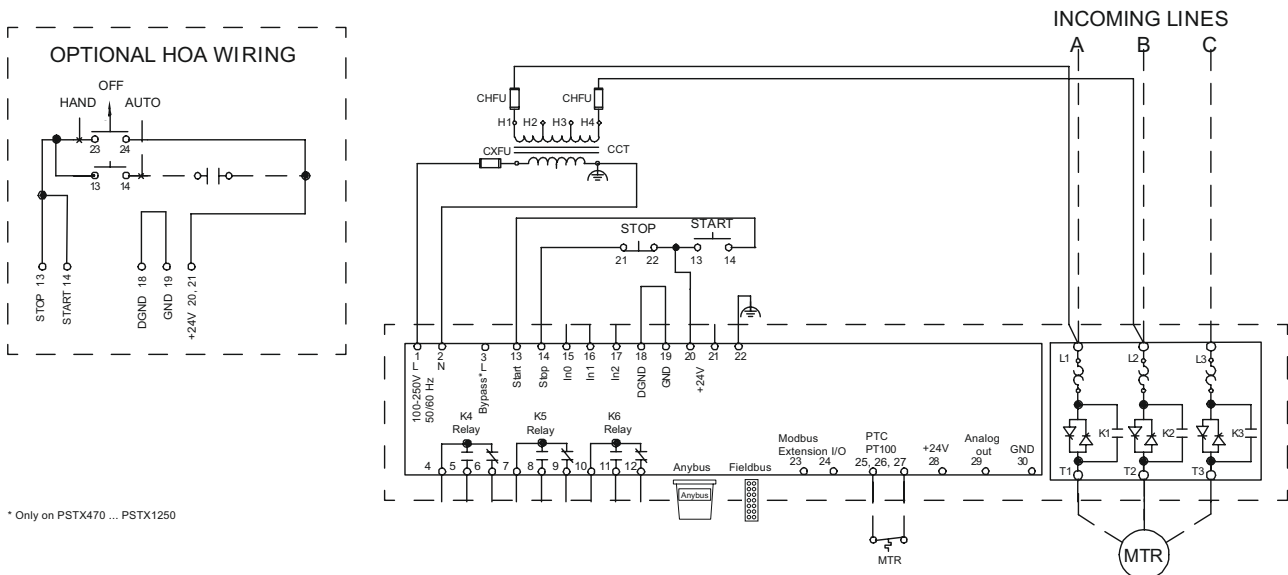 INCOMING LINES
A B C
OPTIONAL HOA WIRING
OFF
HAND AUTO
23 24
13 14
STOP 13
START 14
DGND 18
GND 19
+24V 20, 21
CHFU CHFU
H1 H2 H3 H4
CXFU CCT
STOP START
21 22 13 14
1 2 3 13 14 15 16 17 18 19 20 21 22
L
N
100-250V
50/60 Hz
Bypass* L
Start
Stop
In0
In1
In2
DGND
GND
+24V
L1 L2 L3
K1 K2 K3
T1 T2 T3
K4
Relay
K5
Relay
K6
Relay
4 5 6 7 8 9 10 11 12
Modbus
Extension I/O
23 24
PTC
PT100
25, 26, 27
+24V
28
Analog
out
29
GND
30
Anybus Fieldbus
Anybus
MTR
MTR
* Only on PSTX470 ... PSTX1250